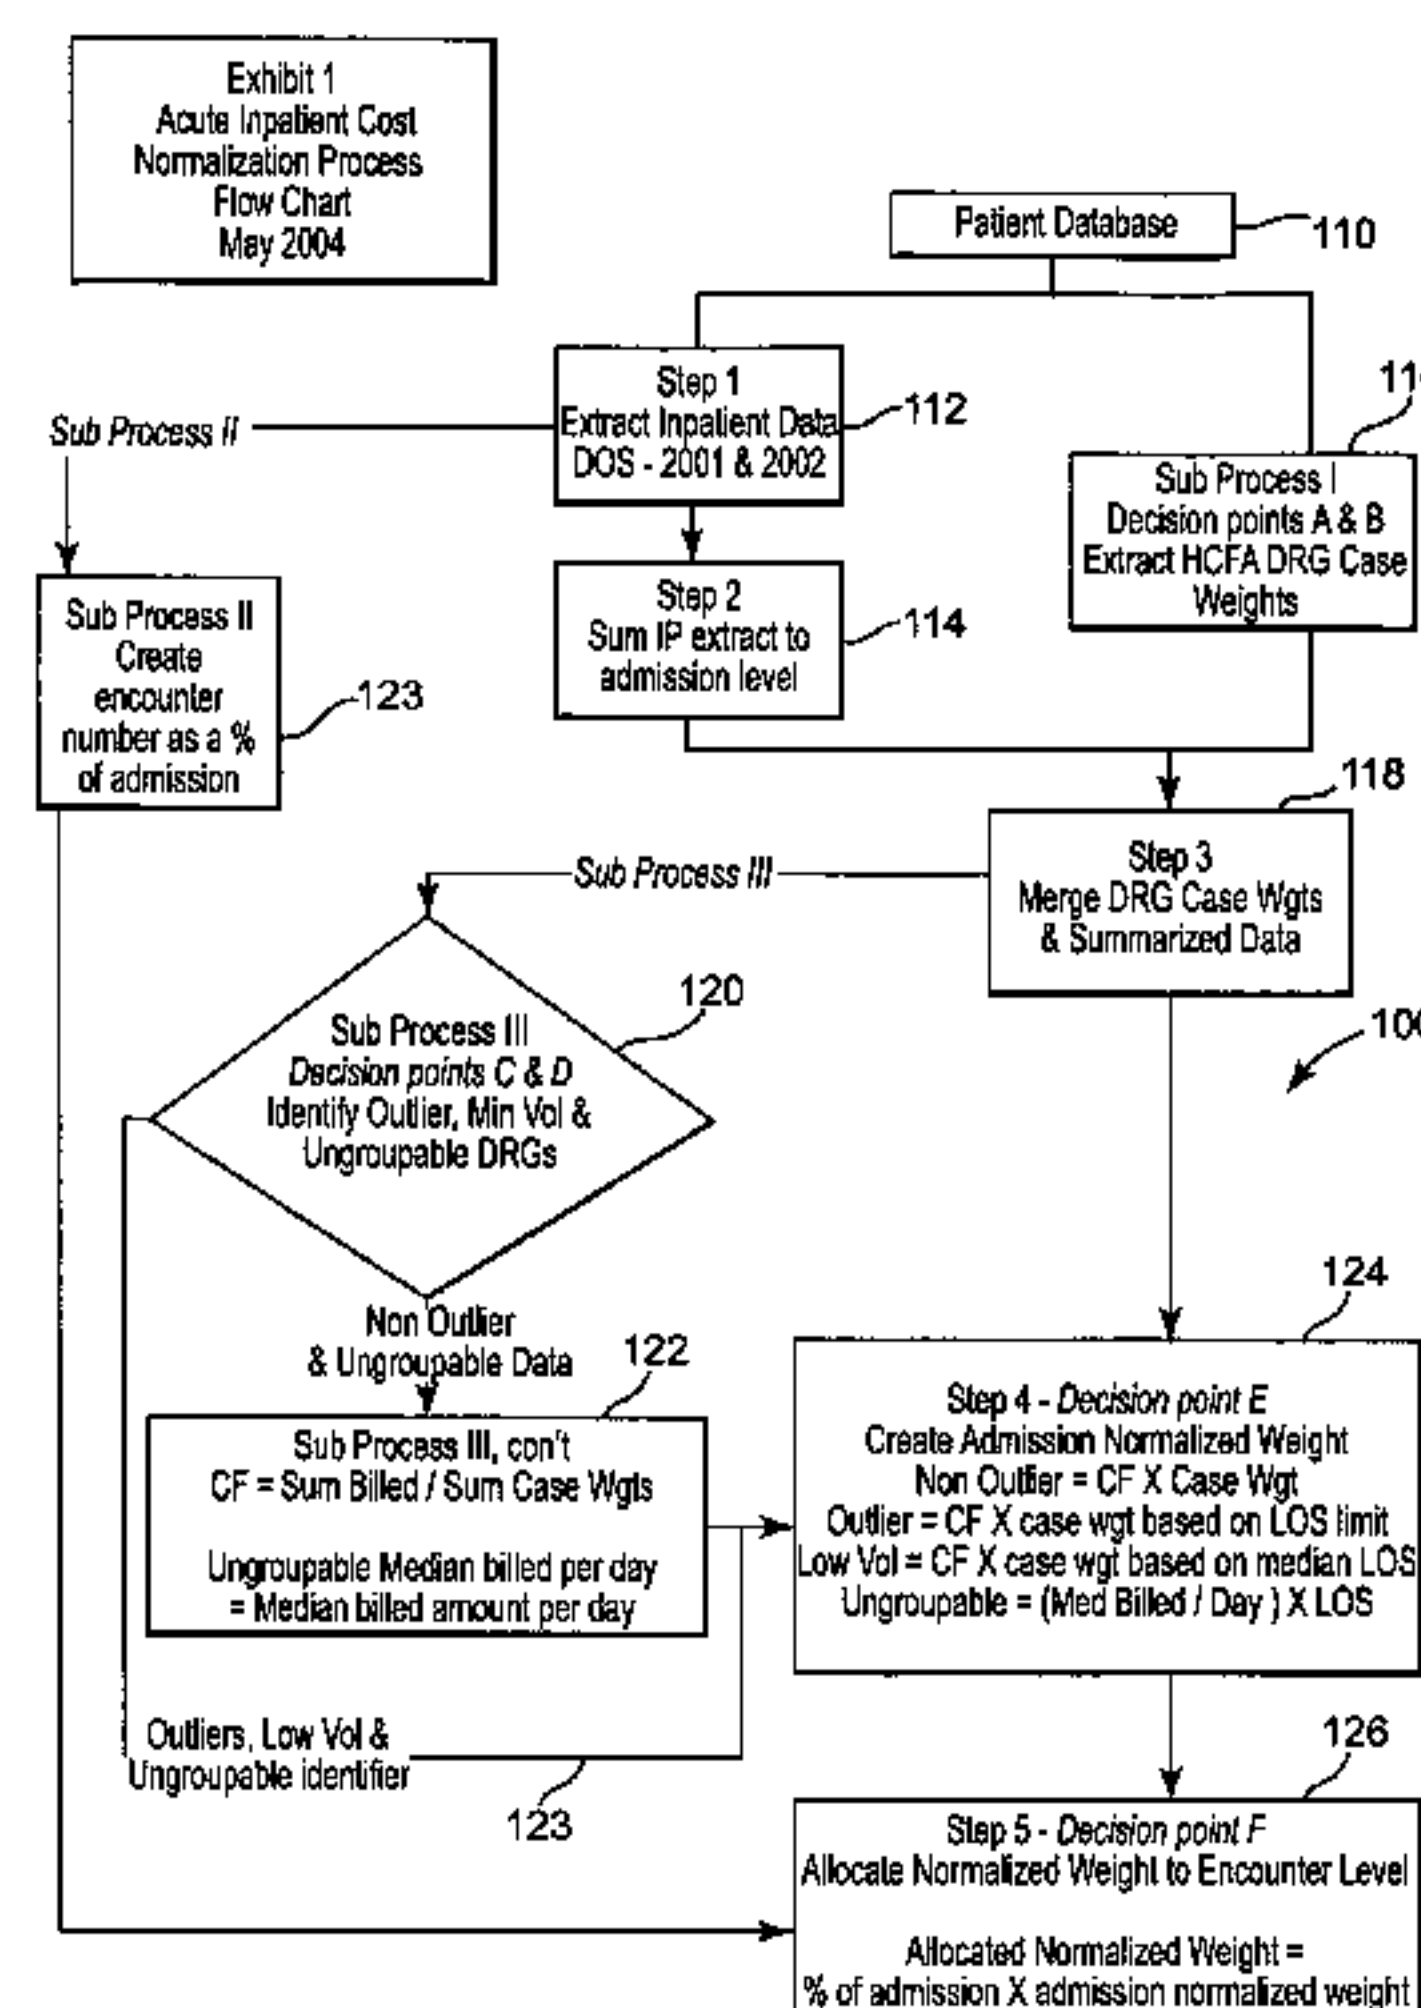 Exhibit 1
Acute Inpatient Cost
Normalization Process
Flow Chart
May 2004
Patient Database
110
Step 1
Extract Inpatient Data
DOS - 2001 & 2002
112
Sub Process II
Sub Process I
Decision points A & B
Extract HCFA DRG Case
Weights
Step 2
Sum IP extract to
admission level
114
Sub Process II
Create
encounter
number as a %
of admission
123
118
Step 3
Merge DRG Case Wgts
& Summarized Data
Sub Process III
120
Sub Process III
Decision points C & D
Identify Outlier, Min Vol &
Ungroupable DRGs
100
Non Outlier
& Ungroupable Data
122
Sub Process III, con't
CF = Sum Billed / Sum Case Wgts
Ungroupable Median billed per day
= Median billed amount per day
124
Step 4 - Decision point E
Create Admission Normalized Weight
Non Outlier = CF X Case Wgt
Outlier = CF X case wgt based on LOS limit
Low Vol = CF X case wgt based on median LOS
Ungroupable = (Med Billed / Day ) X LOS
Outliers, Low Vol &
Ungroupable identifier
123
126
Step 5 - Decision point F
Allocate Normalized Weight to Encounter Level
Allocated Normalized Weight =
% of admission X admission normalized weight